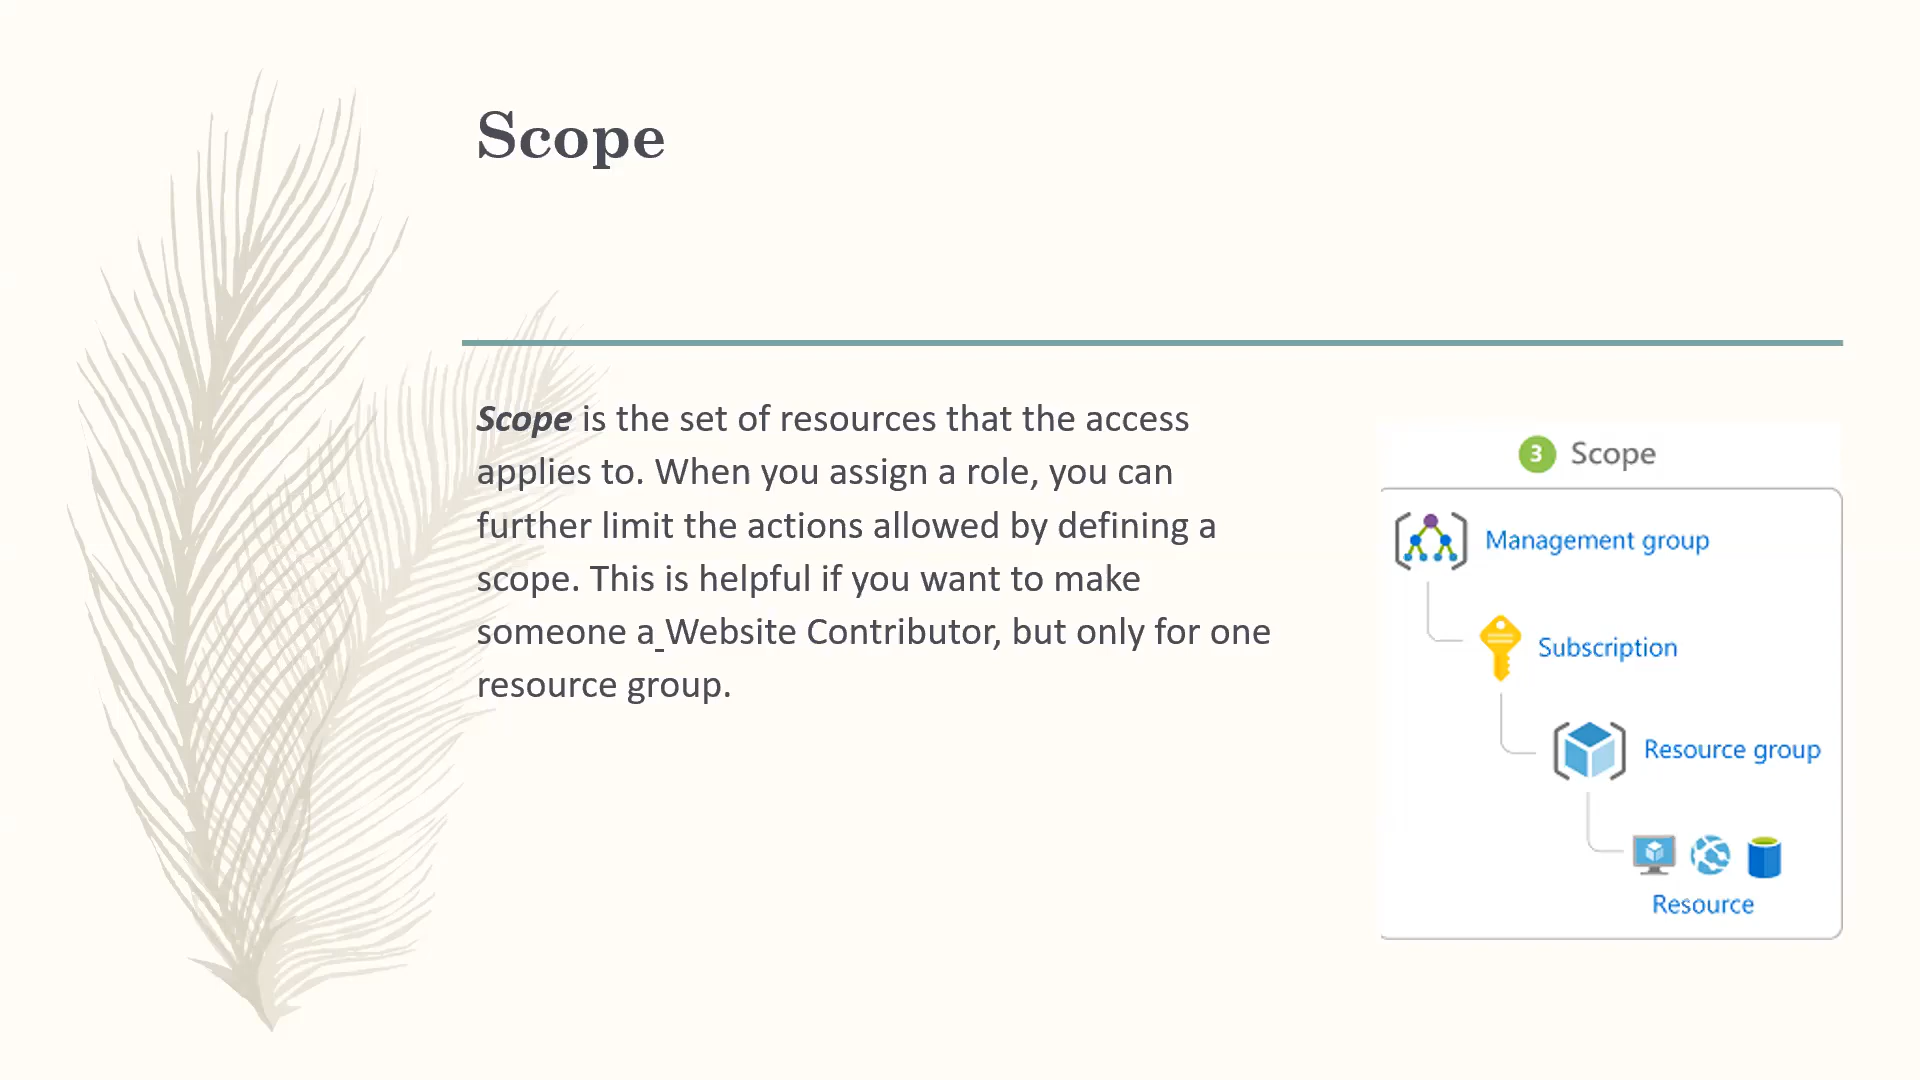 Scope
Scope is the set of resources that the access
applies to. When you assign a role, you can
further limit the actions allowed by defining a
scope. This is helpful if you want to make
someone a Website Contributor, but only for one
resource group.
3 Scope
Management group
Subscription
Resource group
Resource